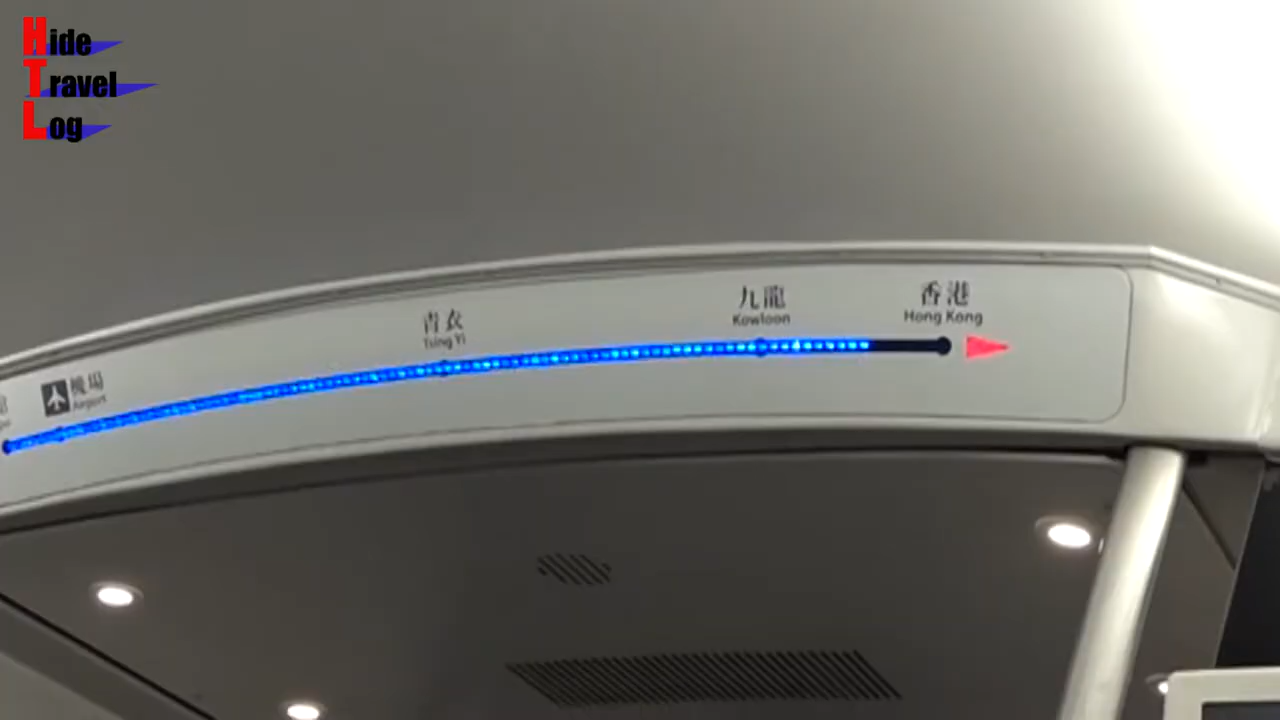 Hide
Travel
Log
機場
Airport
青衣
Tsing Yi
九龍
Kowloon
香港
Hong Kong